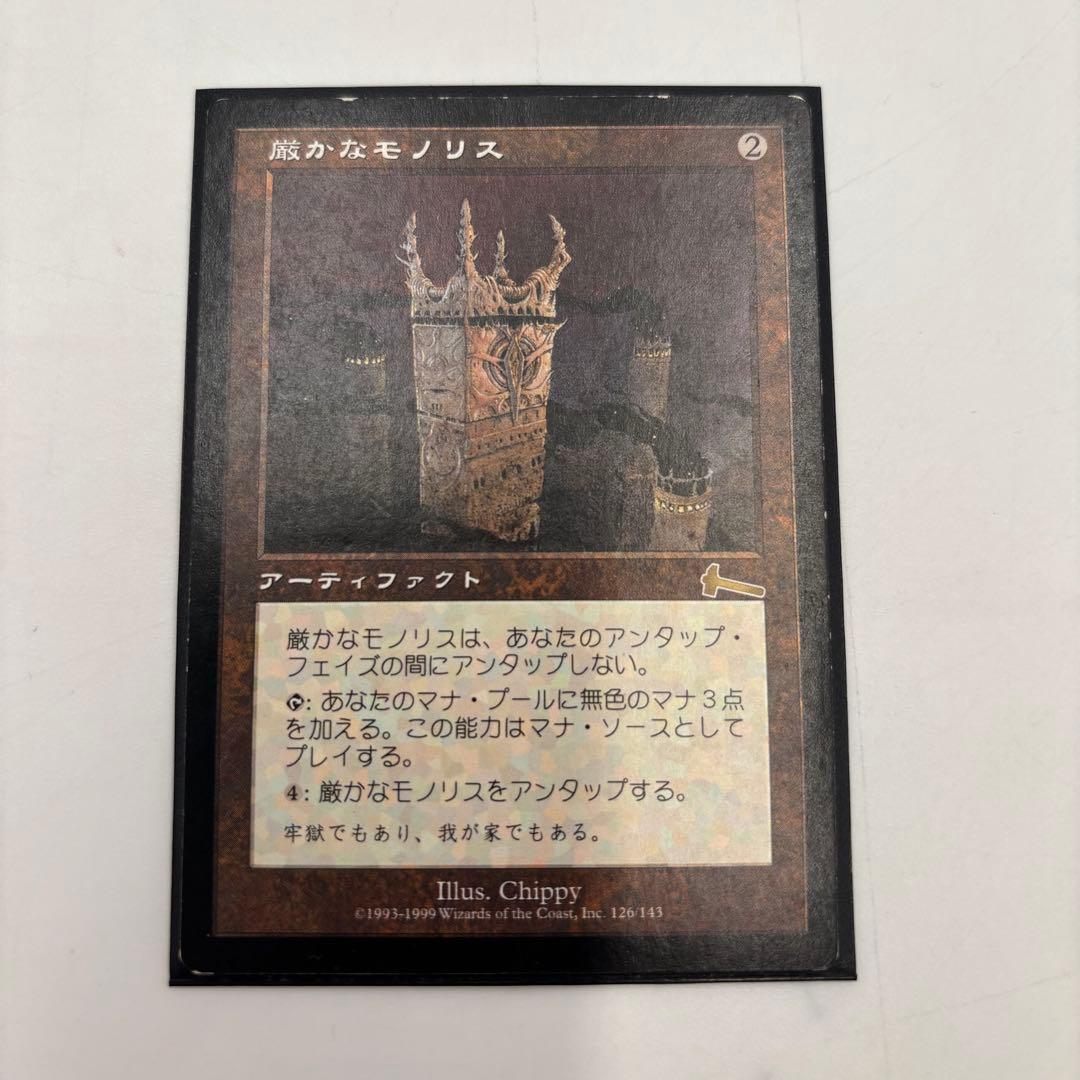 厳かなモノリス 2
アーティファクト
厳かなモノリスは、あなたのアンタップ・
フェイズの間にアンタップしない。
: あなたのマナ・プールに無色のマナ３点
を加える。この能力はマナ・ソースとして
プレイする。
4: 厳かなモノリスをアンタップする。
牢獄でもあり、我が家でもある。
Illus. Chippy
©1993-1999 Wizards of the Coast, Inc. 126/143